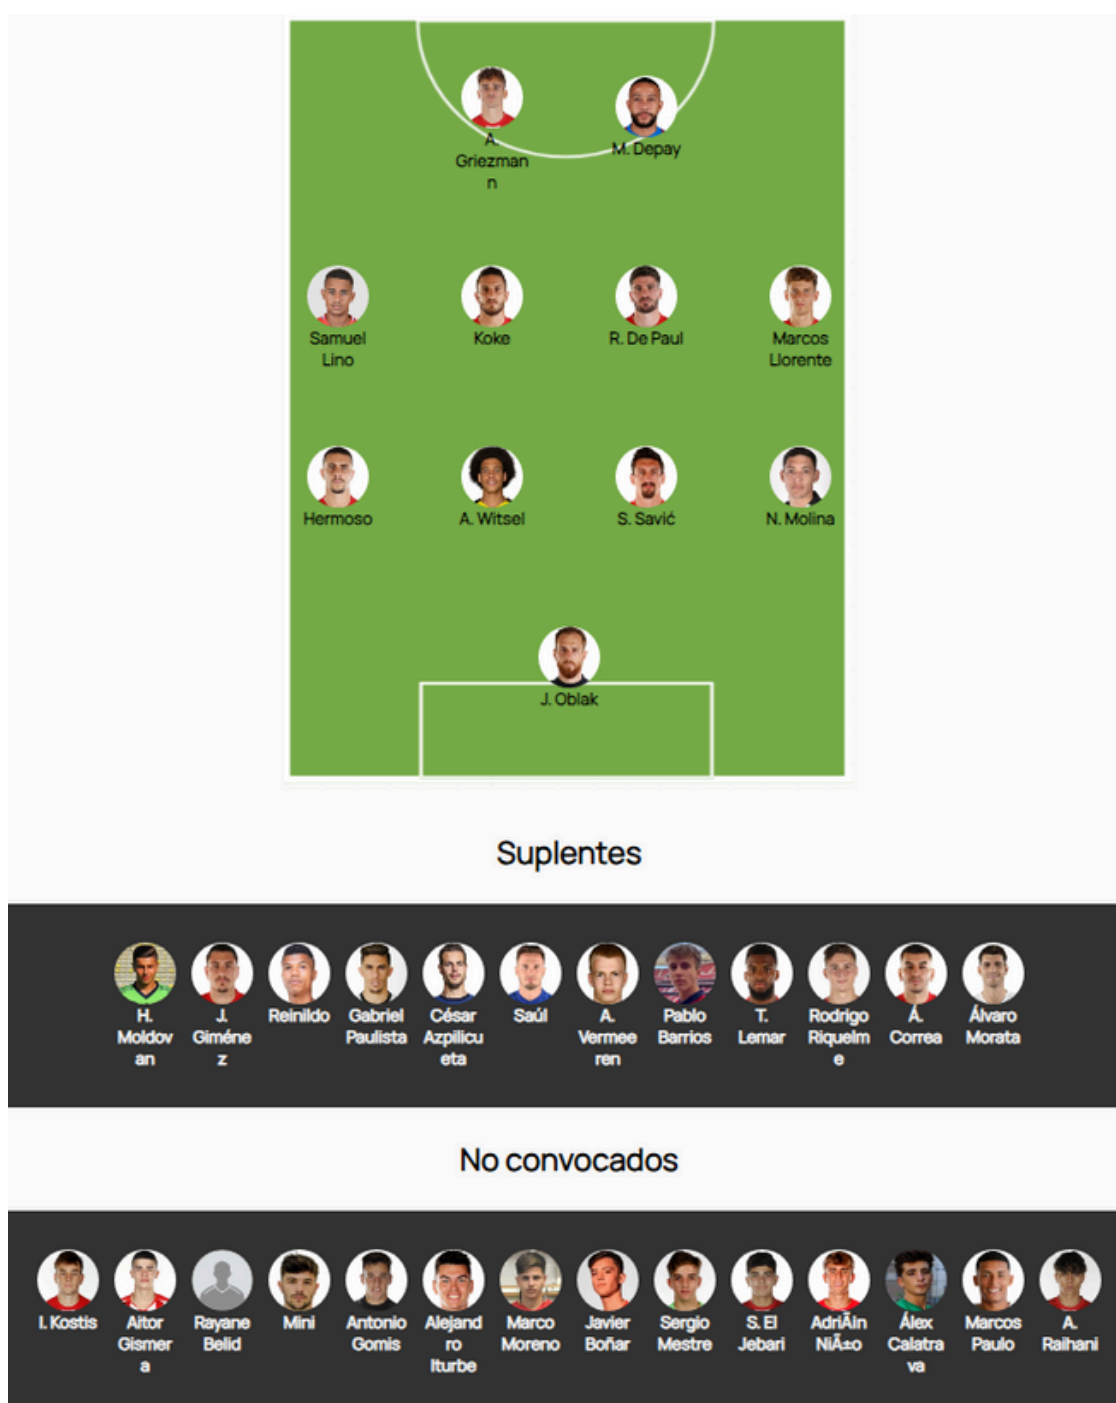 A.
Griezman
n
M. Depay
Samuel
Lino
Koke
R. De Paul
Marcos
Llorente
Hermoso
A. Witsel
S. Savić
N. Molina
J. Oblak
Suplentes
H.
Moldov
an
J.
Giméne
z
Reinildo
Gabriel
Paulista
César
Azpilicu
eta
Saúl
A.
Vermee
ren
Pablo
Barrios
T.
Lemar
Rodrigo
Riquelm
e
Á.
Correa
Álvaro
Morata
No convocados
I. Kostis
Aitor
Gismer
a
Rayane
Belid
Mini
Antonio
Gomis
Alejand
ro
Iturbe
Marco
Moreno
Javier
Boñar
Sergio
Mestre
S. El
Jebari
AdriÃ¡n
NiÃ±o
Álex
Calatra
va
Marcos
Paulo
A.
Raihani